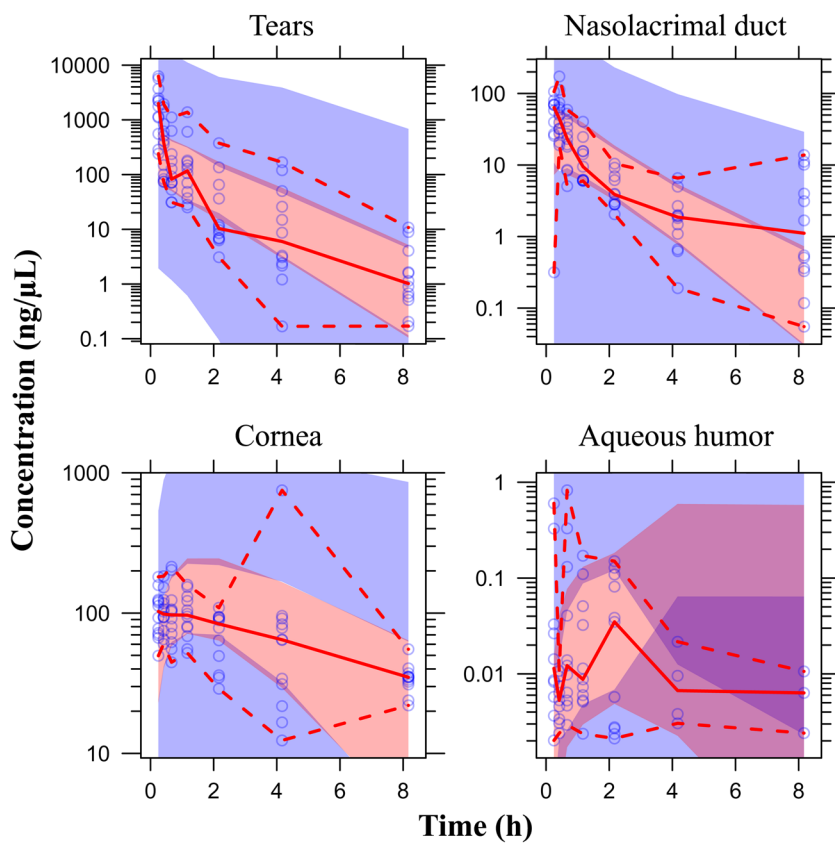 Tears
Nasolacrimal duct
10000
1000
100
10
1
0.1
0 2 4 6 8
100
10
1
0.1
0 2 4 6 8
Cornea
Aqueous humor
1000
100
10
0 2 4 6 8
1
0.1
0.01
0 2 4 6 8
Concentration (ng/μL)
Time (h)